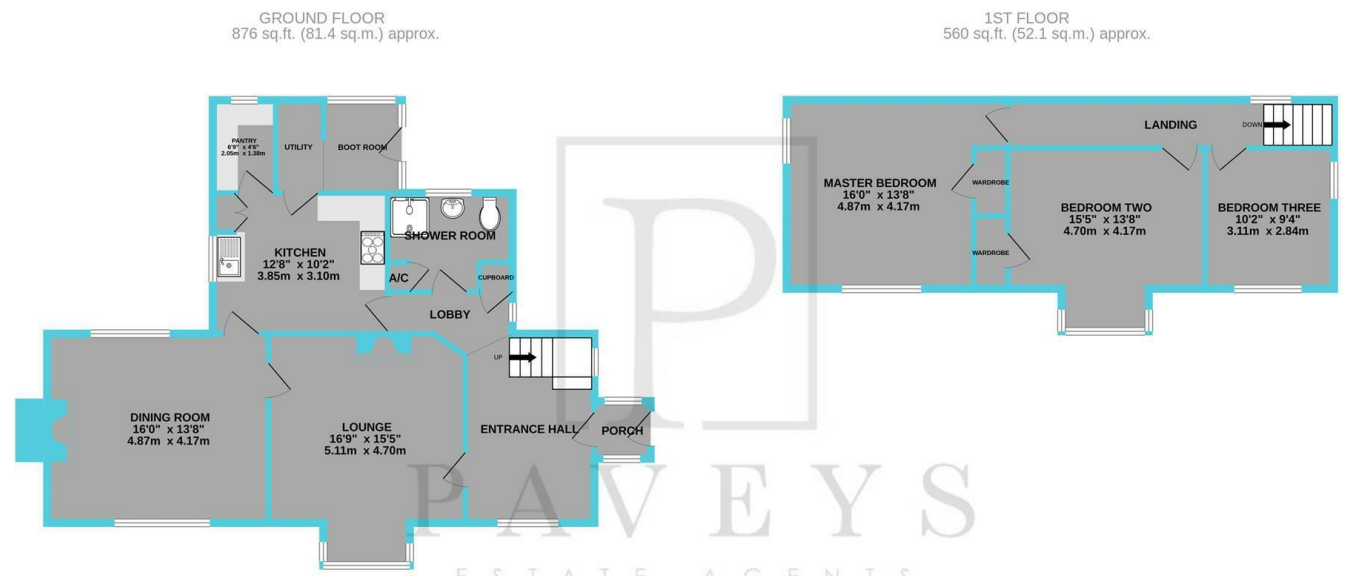 GROUND FLOOR
876 sq.ft. (81.4 sq.m.) approx.
1ST FLOOR
560 sq.ft. (52.1 sq.m.) approx.
PANTRY
6'9" x 4'6"
2.05m x 1.38m
UTILITY
BOOT ROOM
SHOWER ROOM
KITCHEN
12'8" x 10'2"
3.85m x 3.10m
A/C
CUPBOARD
LOBBY
UP
DINING ROOM
16'0" x 13'8"
4.87m x 4.17m
LOUNGE
16'9" x 15'5"
5.11m x 4.70m
ENTRANCE HALL
PORCH
LANDING
DOWN
MASTER BEDROOM
16'0" x 13'8"
4.87m x 4.17m
WARDROBE
WARDROBE
BEDROOM TWO
15'5" x 13'8"
4.70m x 4.17m
BEDROOM THREE
10'2" x 9'4"
3.11m x 2.84m
P
PAVEYS
ESTATE AGENTS